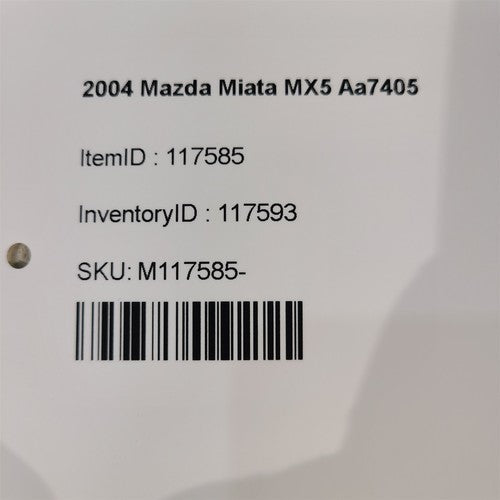 2004 Mazda Miata MX5 Aa7405
ItemID : 117585
InventoryID : 117593
SKU: M117585-